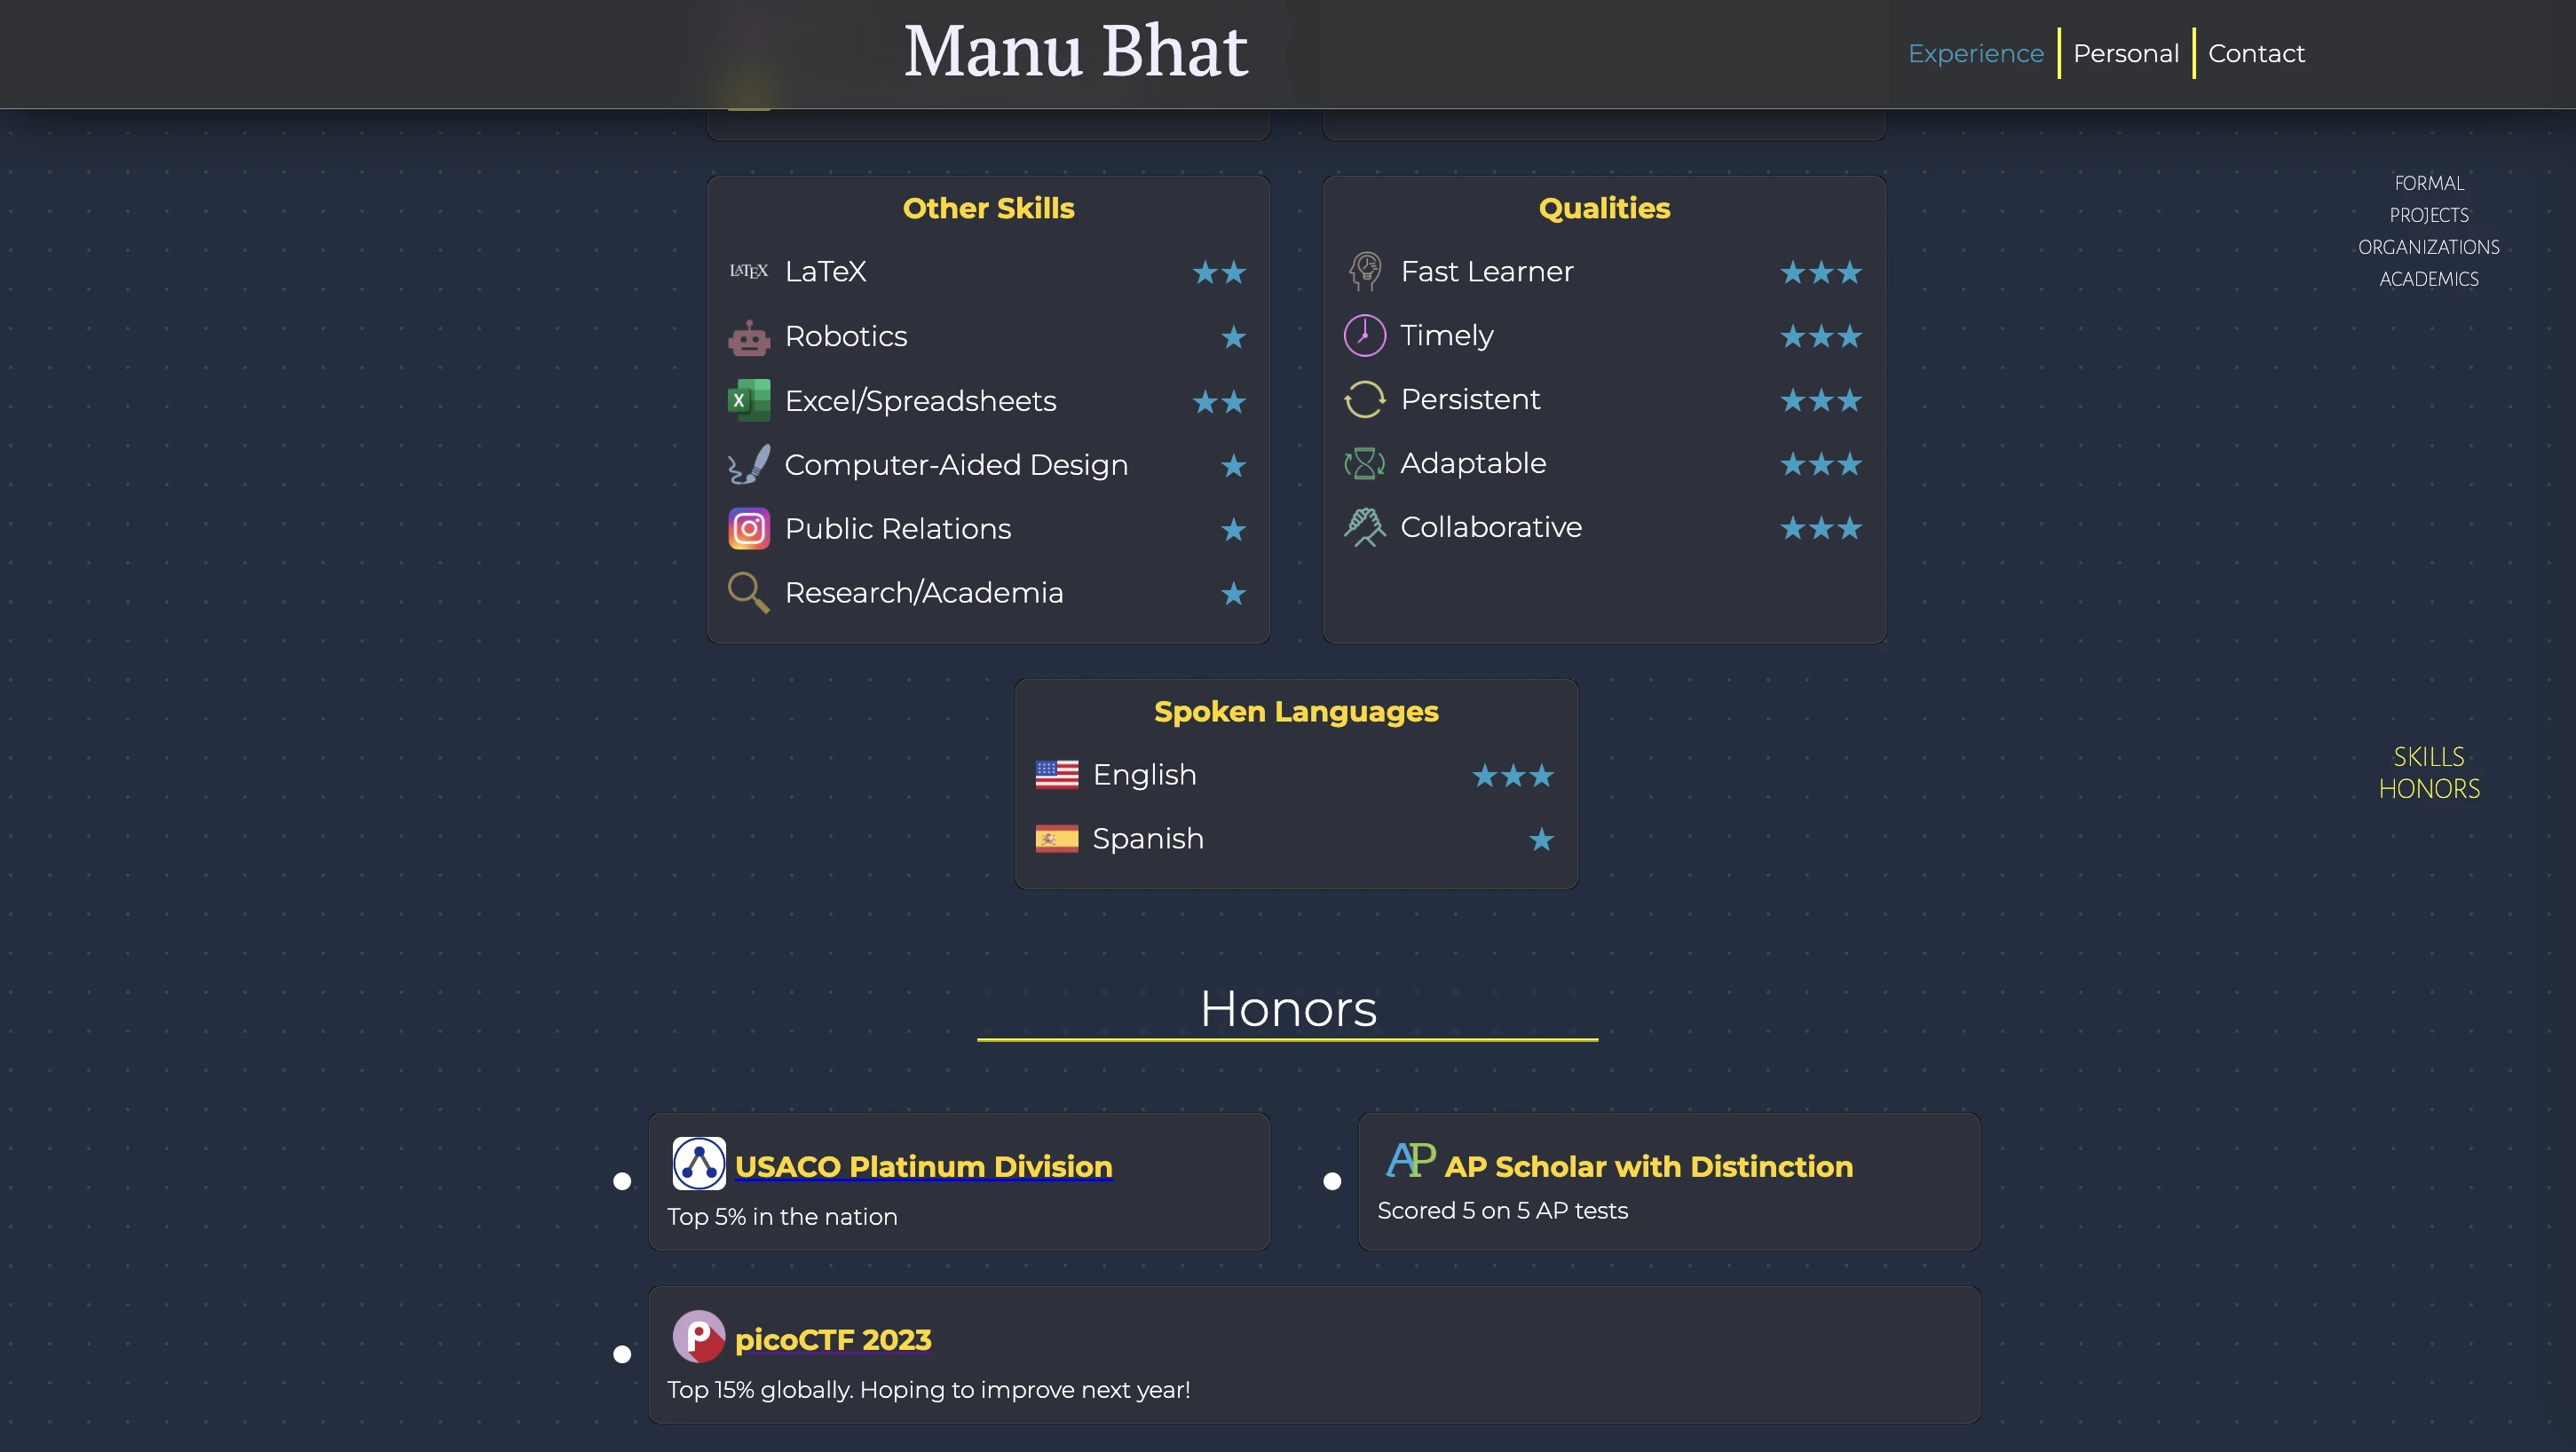 Manu Bhat
Experience
Personal
Contact
FORMAL
PROJECTS
ORGANIZATIONS
ACADEMICS
Other Skills
LATEX LaTeX
Robotics
X Excel/Spreadsheets
Computer-Aided Design
Public Relations
Research/Academia
Qualities
Fast Learner
Timely
Persistent
Adaptable
Collaborative
Spoken Languages
English
Spanish
SKILLS
HONORS
Honors
USACO Platinum Division
Top 5% in the nation
AP AP Scholar with Distinction
Scored 5 on 5 AP tests
P picoCTF 2023
Top 15% globally. Hoping to improve next year!